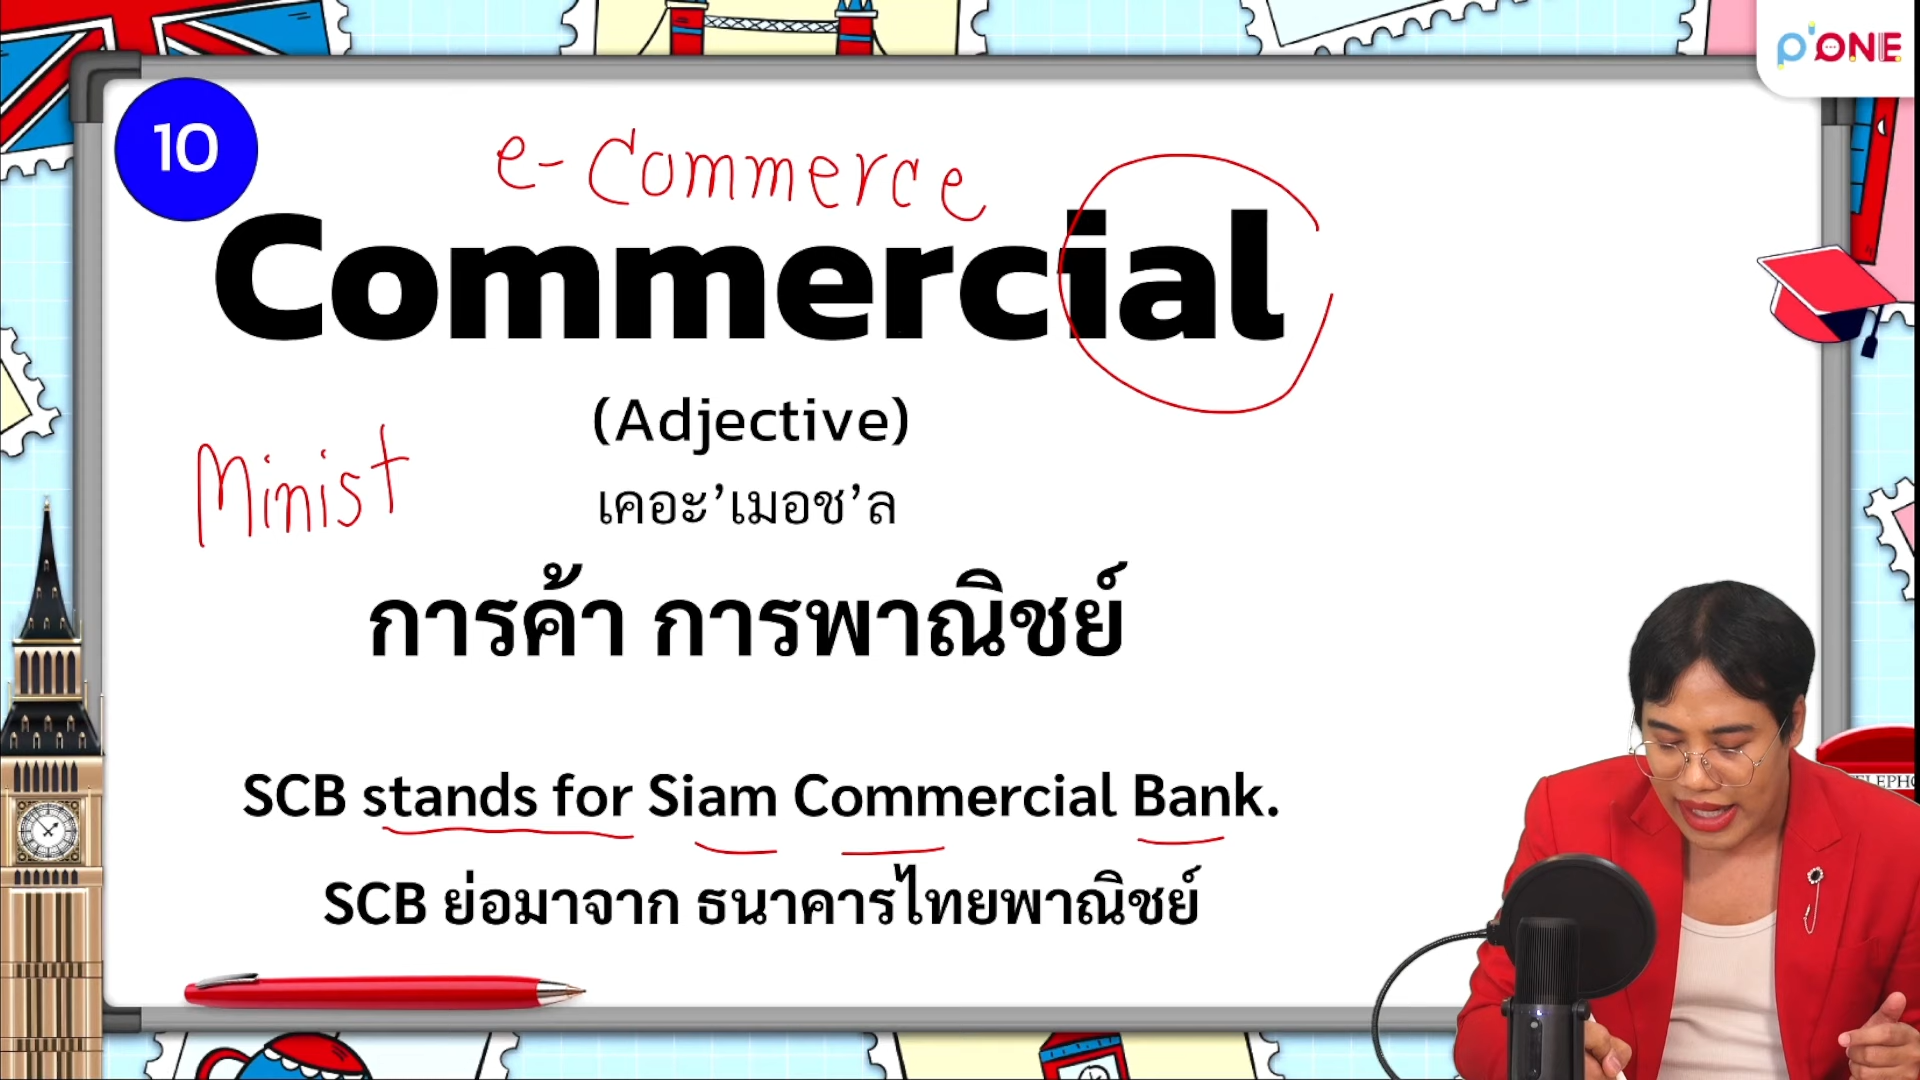 P'ONE
10
e-Commerce
Commercial
(Adjective)
Minist
เคอะ’เมอช’ล
การค้า การพาณิชย์
SCB stands for Siam Commercial Bank.
SCB ย่อมาจาก ธนาคารไทยพาณิชย์